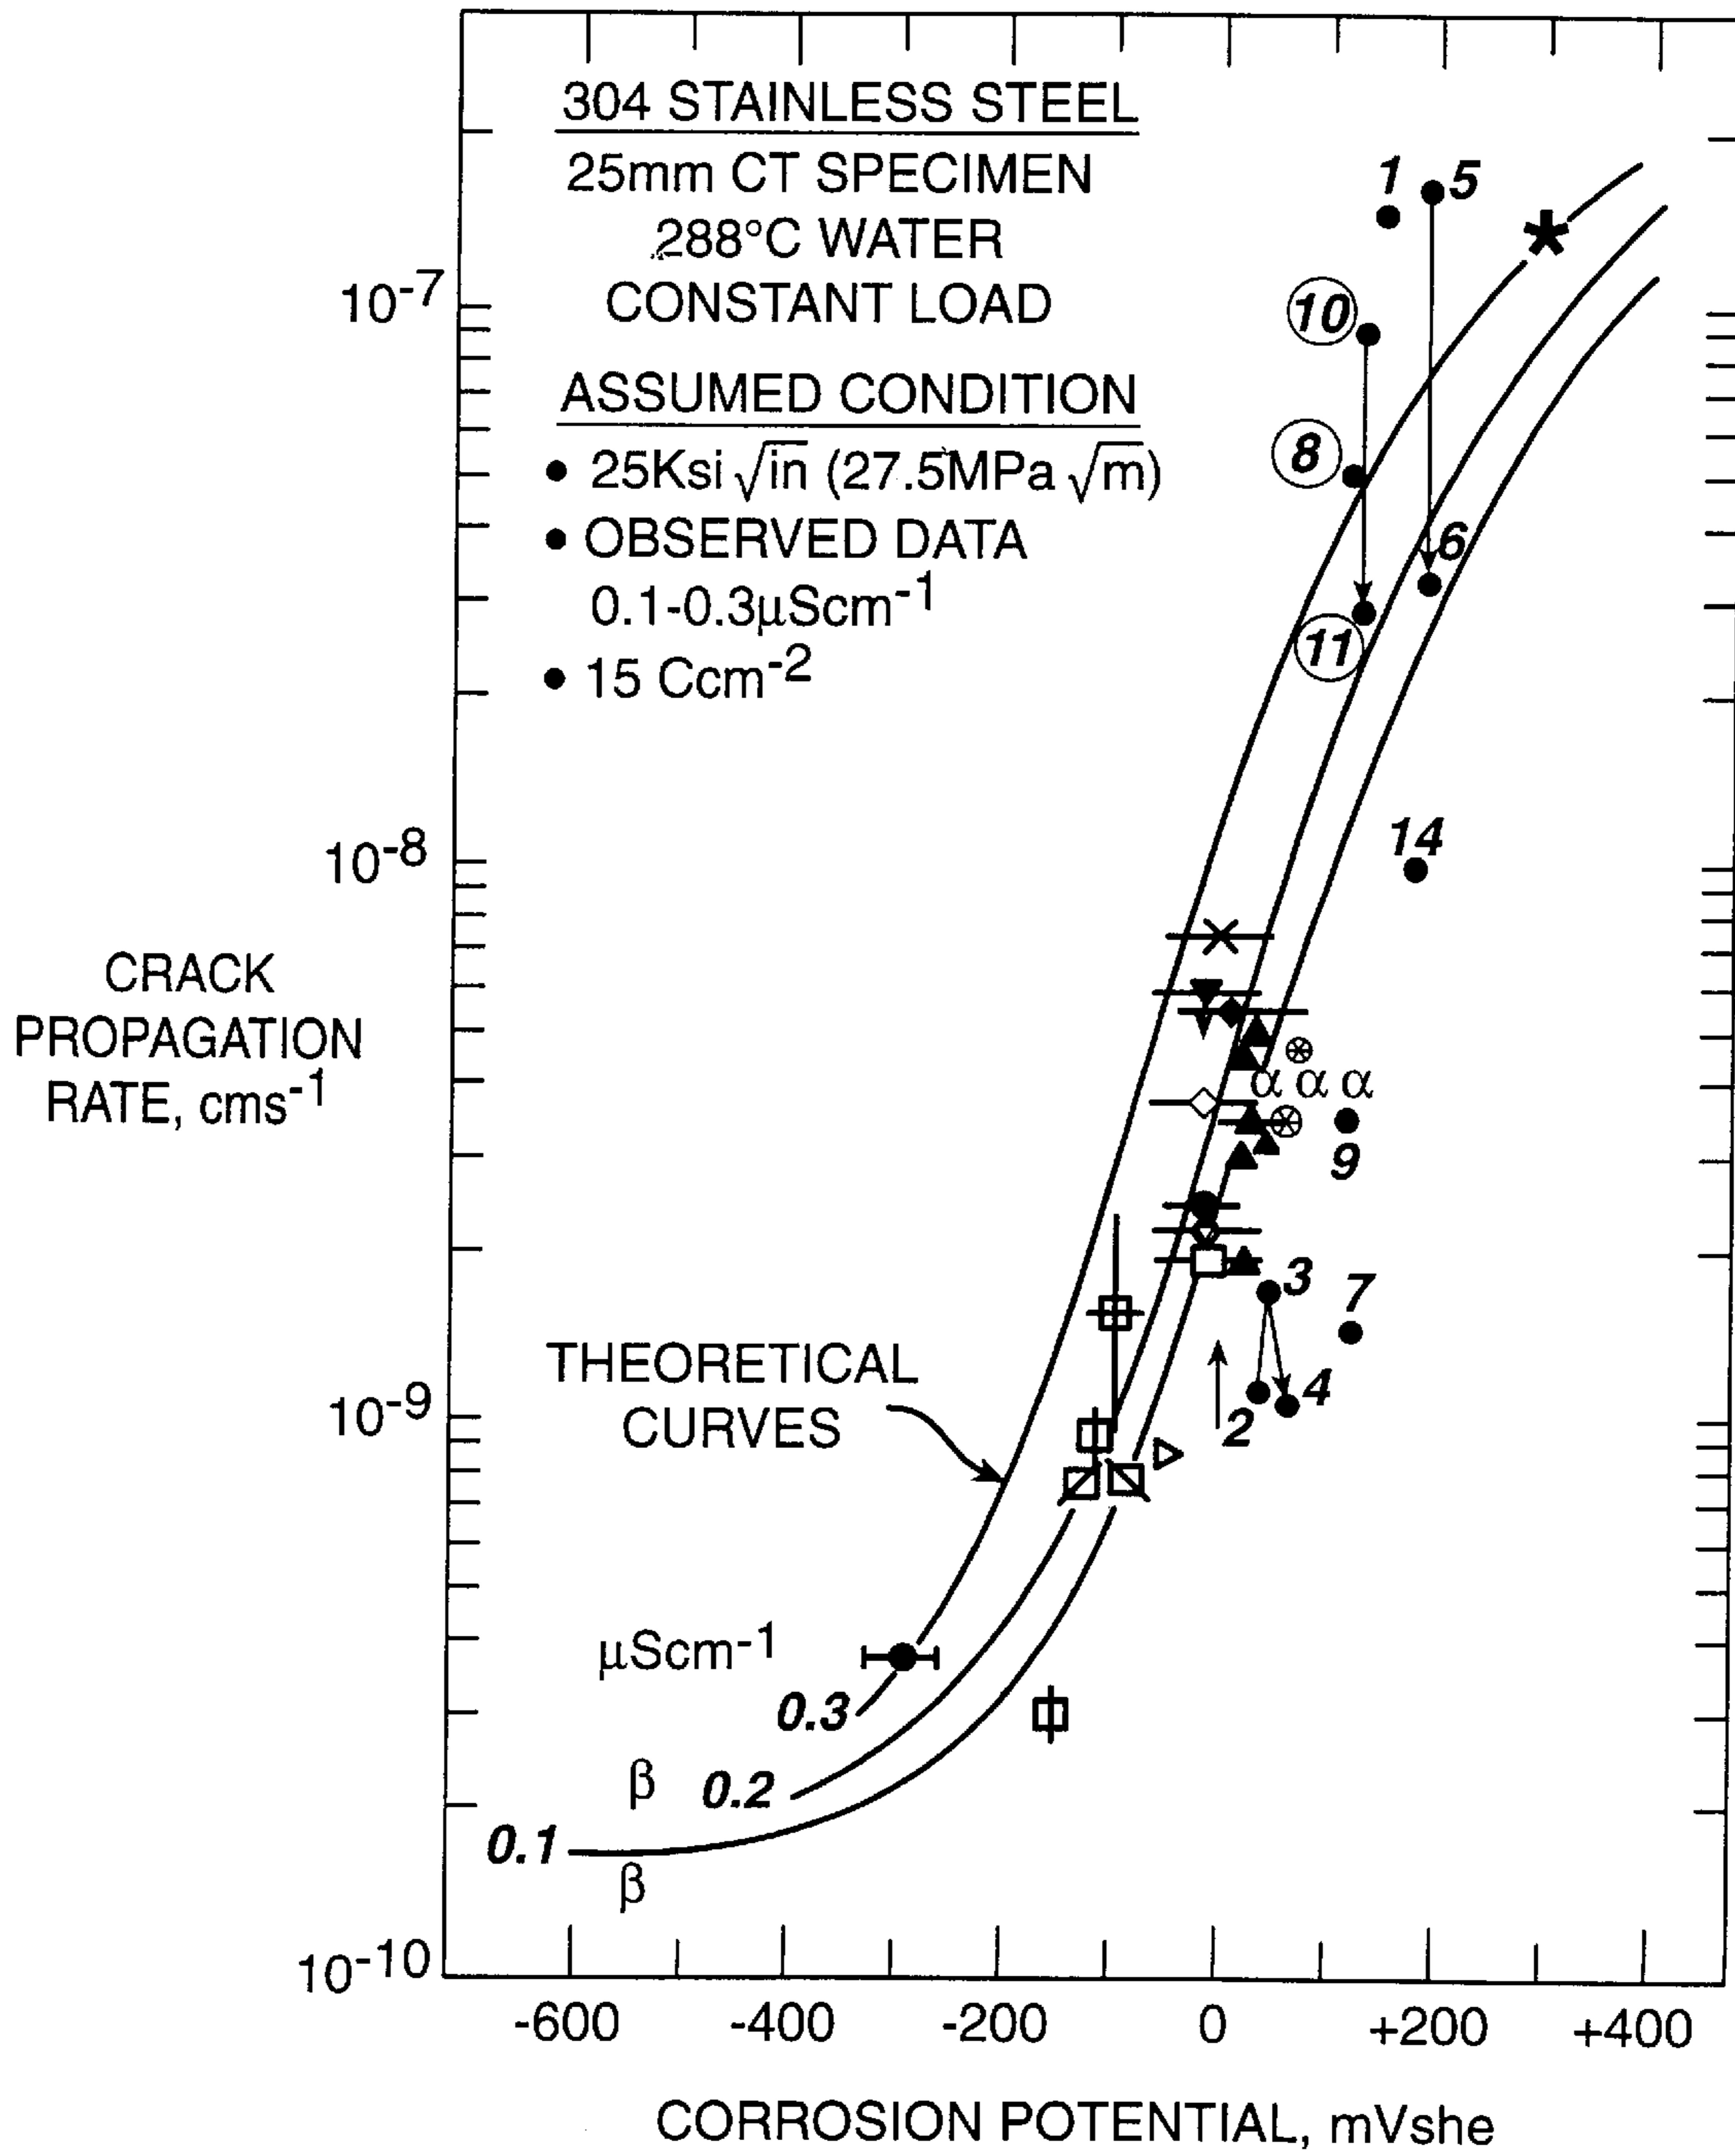 304 STAINLESS STEEL
25mm CT SPECIMEN
288°C WATER
CONSTANT LOAD
ASSUMED CONDITION
• 25Ksi √in (27.5MPa √m)
• OBSERVED DATA
0.1-0.3μScm⁻¹
• 15 Ccm⁻²
1
5
10
8
6
11
14
10⁻⁷
10⁻⁸
10⁻⁹
10⁻¹⁰
CRACK
PROPAGATION
RATE, cms⁻¹
α α α
9
3
7
2
4
THEORETICAL
CURVES
μScm⁻¹
0.3
β 0.2
0.1
β
-600 -400 -200 0 +200 +400
CORROSION POTENTIAL, mVshe